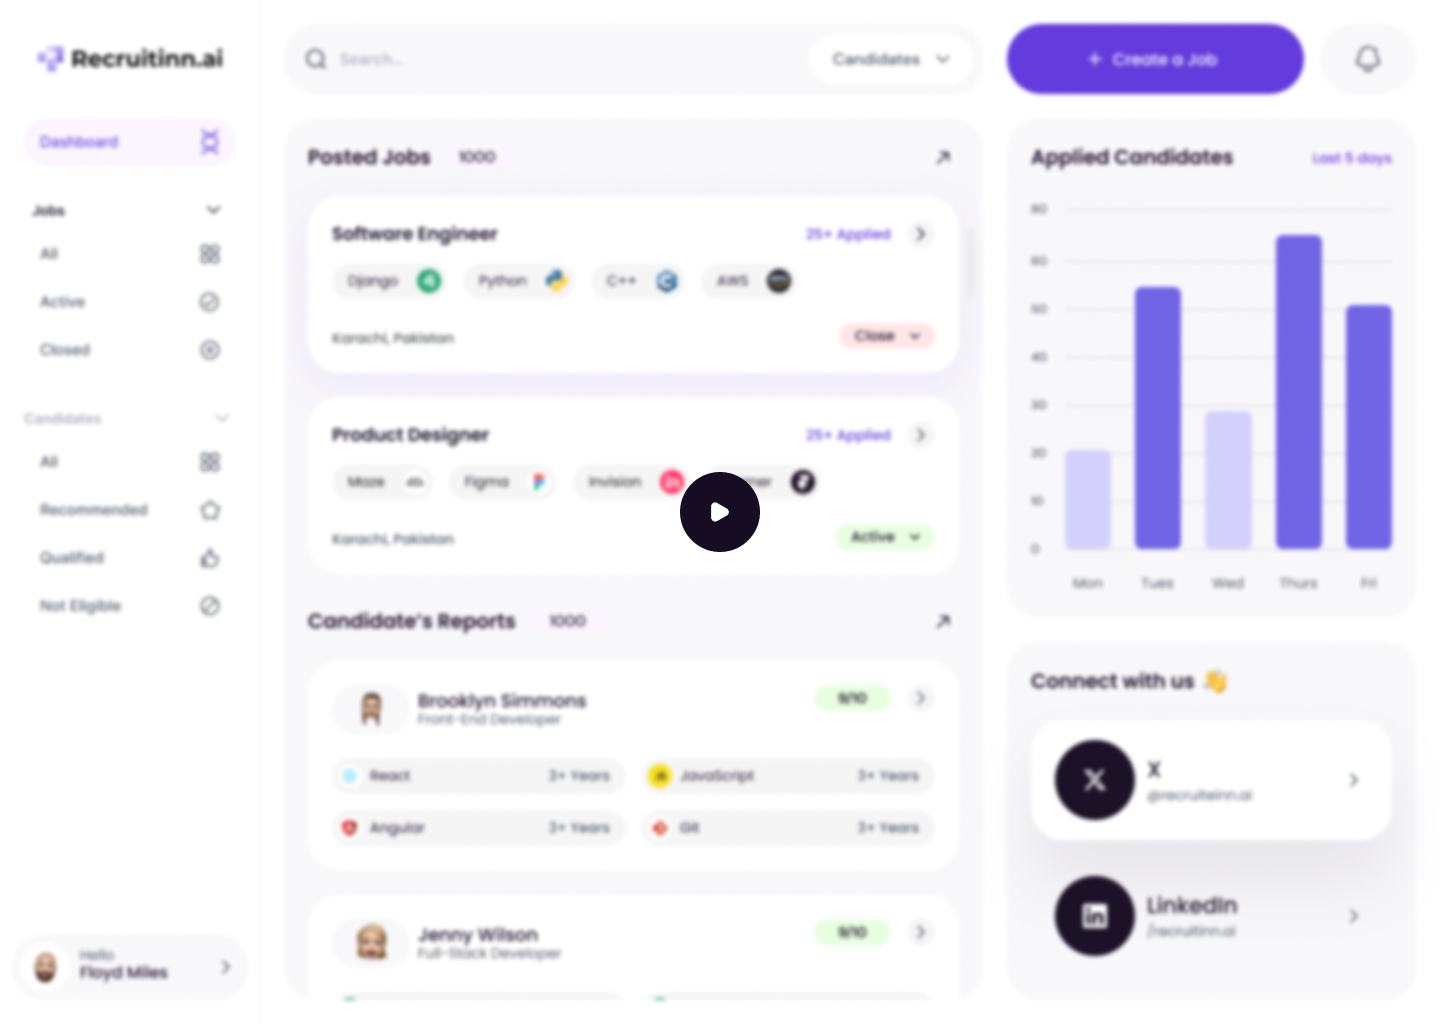 Recruitinn.ai
Search...
Candidates
+ Create a Job
Dashboard
Jobs
All
Active
Closed
Candidates
All
Recommended
Qualified
Not Eligible
Hello
Floyd Miles
Posted Jobs 1000
Software Engineer
25+ Applied
Django Python C++ AWS
Karachi, Pakistan
Close
Product Designer
25+ Applied
Maze Figma Invision
Karachi, Pakistan
Active
Candidate's Reports 1000
Brooklyn Simmons
Front-End Developer
9/10
React 3+ Years
JavaScript 3+ Years
Angular 3+ Years
Git 3+ Years
Jenny Wilson
Full-Stack Developer
9/10
Applied Candidates
Last 5 days
80
60
50
40
30
20
10
0
Mon Tues Wed Thurs Fri
Connect with us 👋
X
@recruiteinn.ai
LinkedIn
/recruitinn.ai